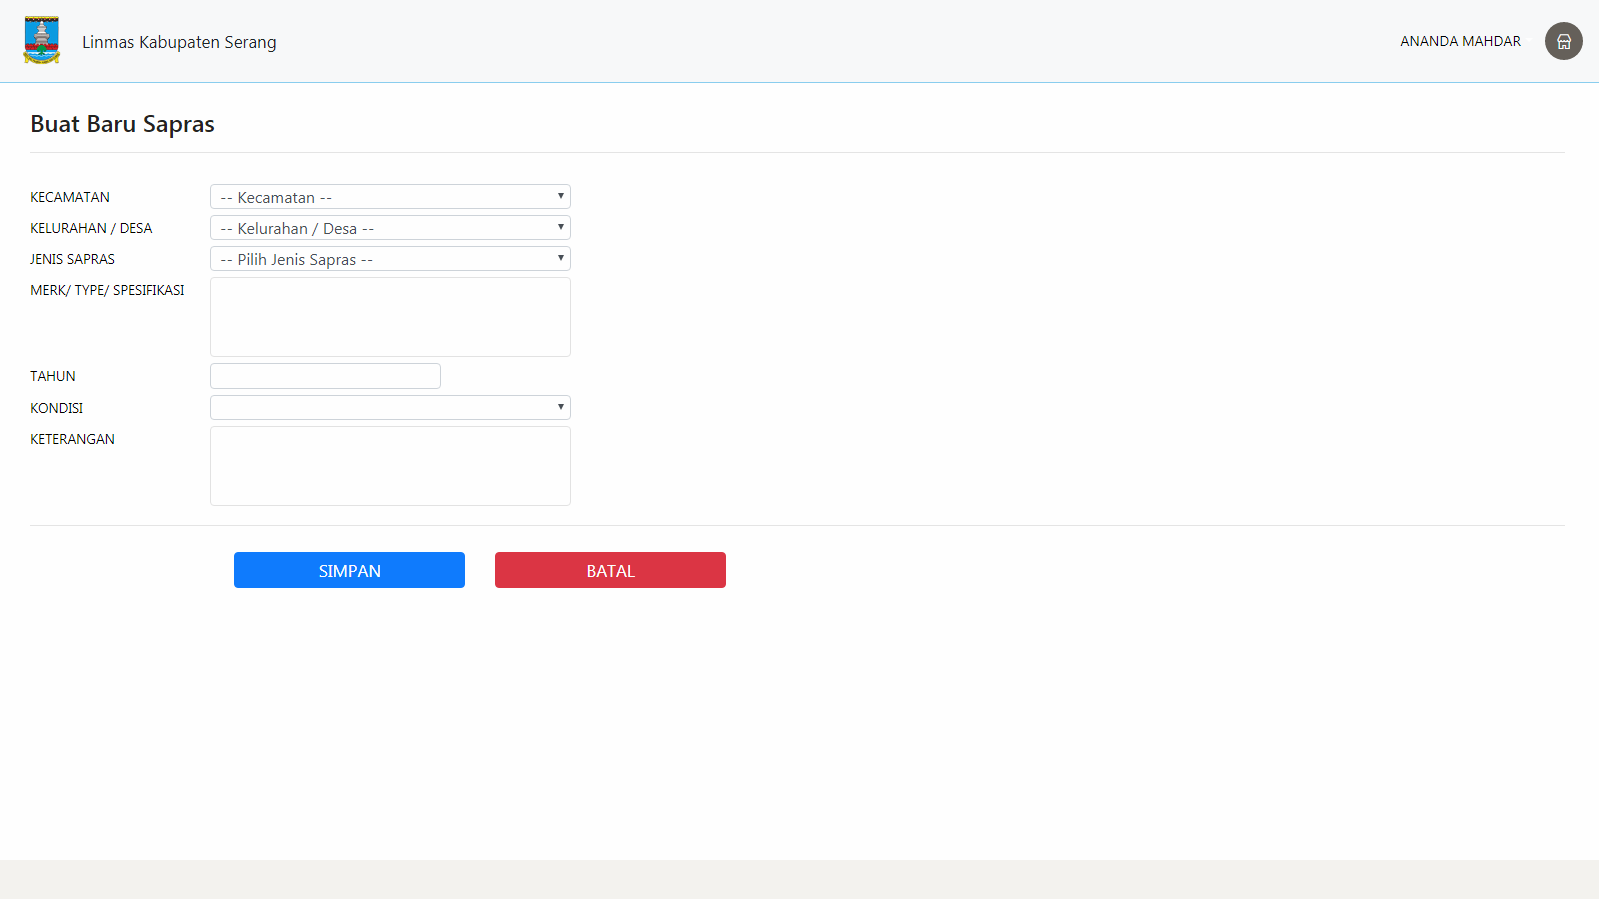 Linmas Kabupaten Serang
ANANDA MAHDAR
Buat Baru Sapras
KECAMATAN
-- Kecamatan --
KELURAHAN / DESA
-- Kelurahan / Desa --
JENIS SAPRAS
-- Pilih Jenis Sapras --
MERK/ TYPE/ SPESIFIKASI
TAHUN
KONDISI
KETERANGAN
SIMPAN
BATAL